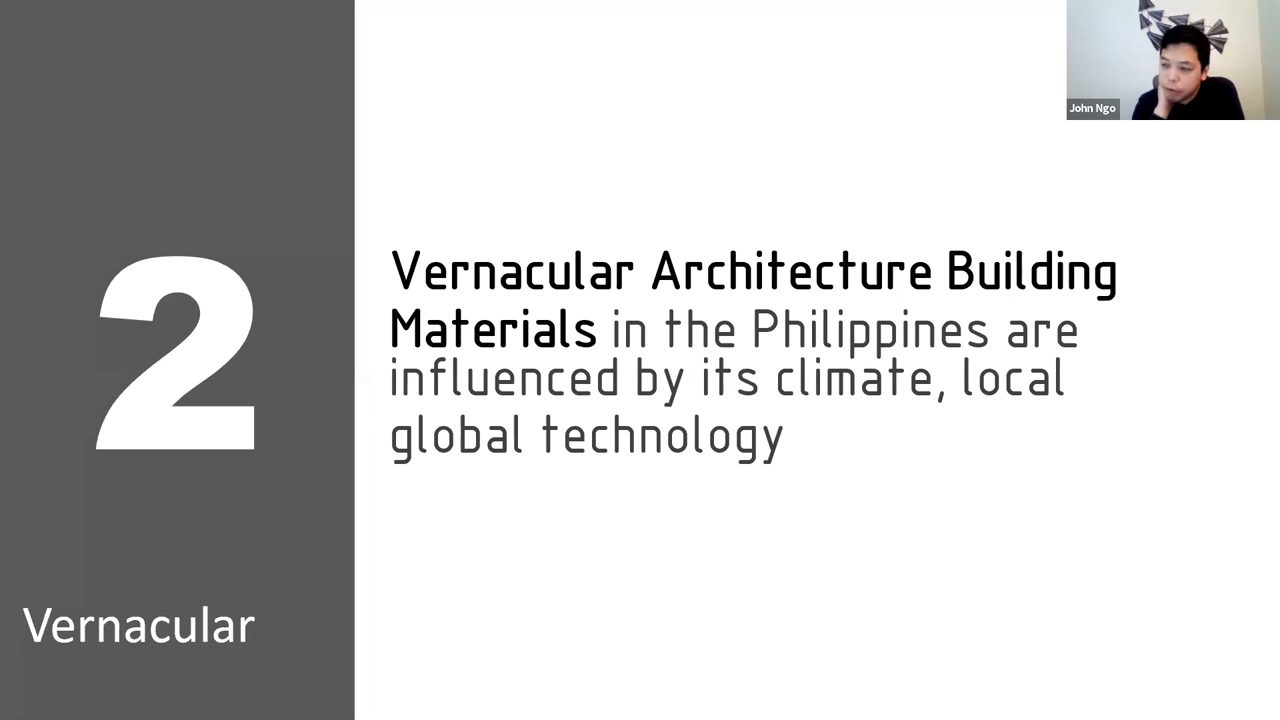 2
Vernacular
Vernacular Architecture Building
Materials in the Philippines are
influenced by its climate, local
global technology
John Ngo